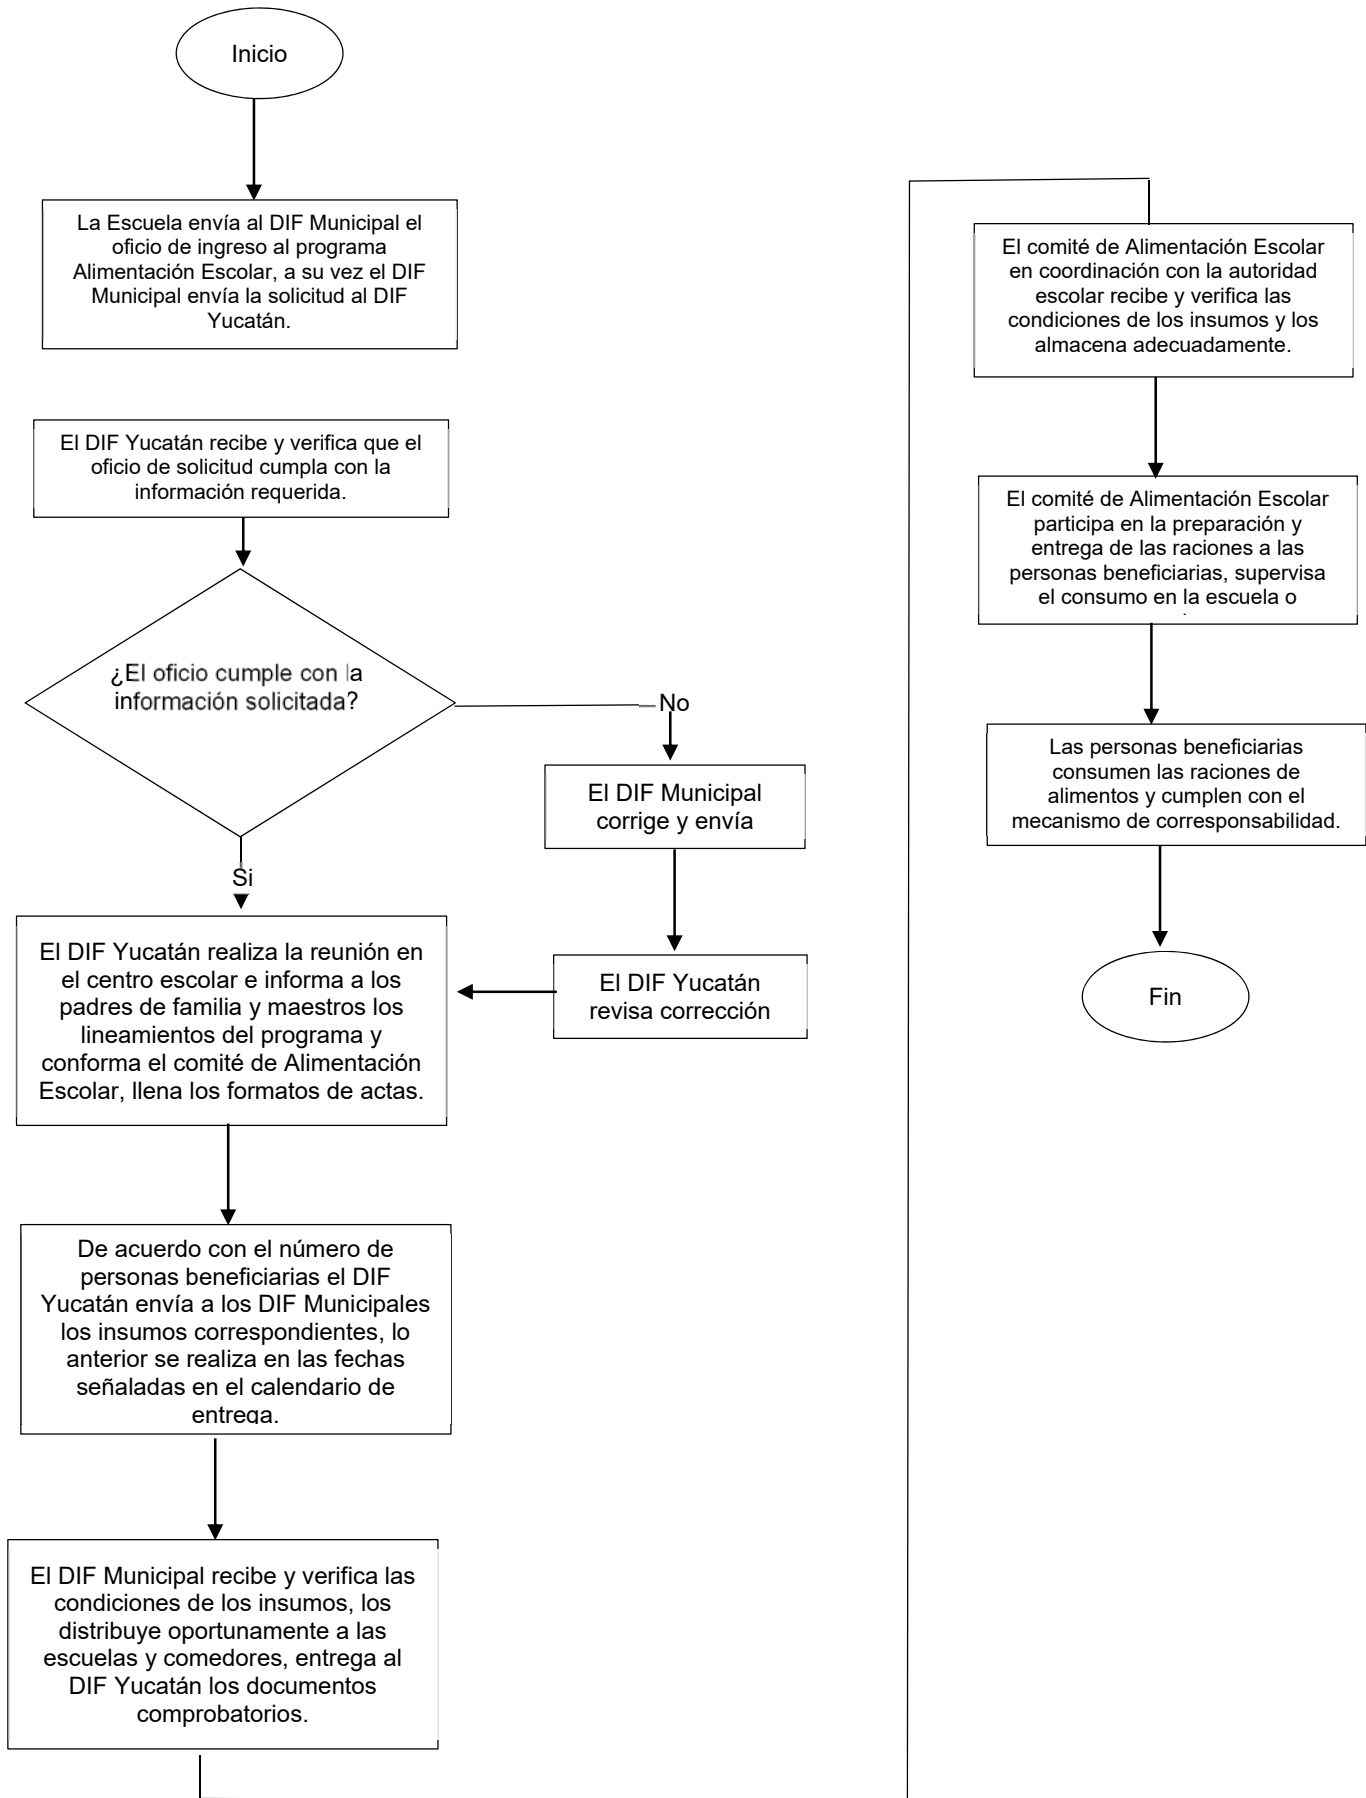 Inicio
La Escuela envía al DIF Municipal el
oficio de ingreso al programa
Alimentación Escolar, a su vez el DIF
Municipal envía la solicitud al DIF
Yucatán.
El DIF Yucatán recibe y verifica que el
oficio de solicitud cumpla con la
información requerida.
¿El oficio cumple con la
información solicitada?
No
El DIF Municipal
corrige y envía
El DIF Yucatán
revisa corrección
Si
El DIF Yucatán realiza la reunión en
el centro escolar e informa a los
padres de familia y maestros los
lineamientos del programa y
conforma el comité de Alimentación
Escolar, llena los formatos de actas.
De acuerdo con el número de
personas beneficiarias el DIF
Yucatán envía a los DIF Municipales
los insumos correspondientes, lo
anterior se realiza en las fechas
señaladas en el calendario de
entrega.
El DIF Municipal recibe y verifica las
condiciones de los insumos, los
distribuye oportunamente a las
escuelas y comedores, entrega al
DIF Yucatán los documentos
comprobatorios.
El comité de Alimentación Escolar
en coordinación con la autoridad
escolar recibe y verifica las
condiciones de los insumos y los
almacena adecuadamente.
El comité de Alimentación Escolar
participa en la preparación y
entrega de las raciones a las
personas beneficiarias, supervisa
el consumo en la escuela o
Las personas beneficiarias
consumen las raciones de
alimentos y cumplen con el
mecanismo de corresponsabilidad.
Fin